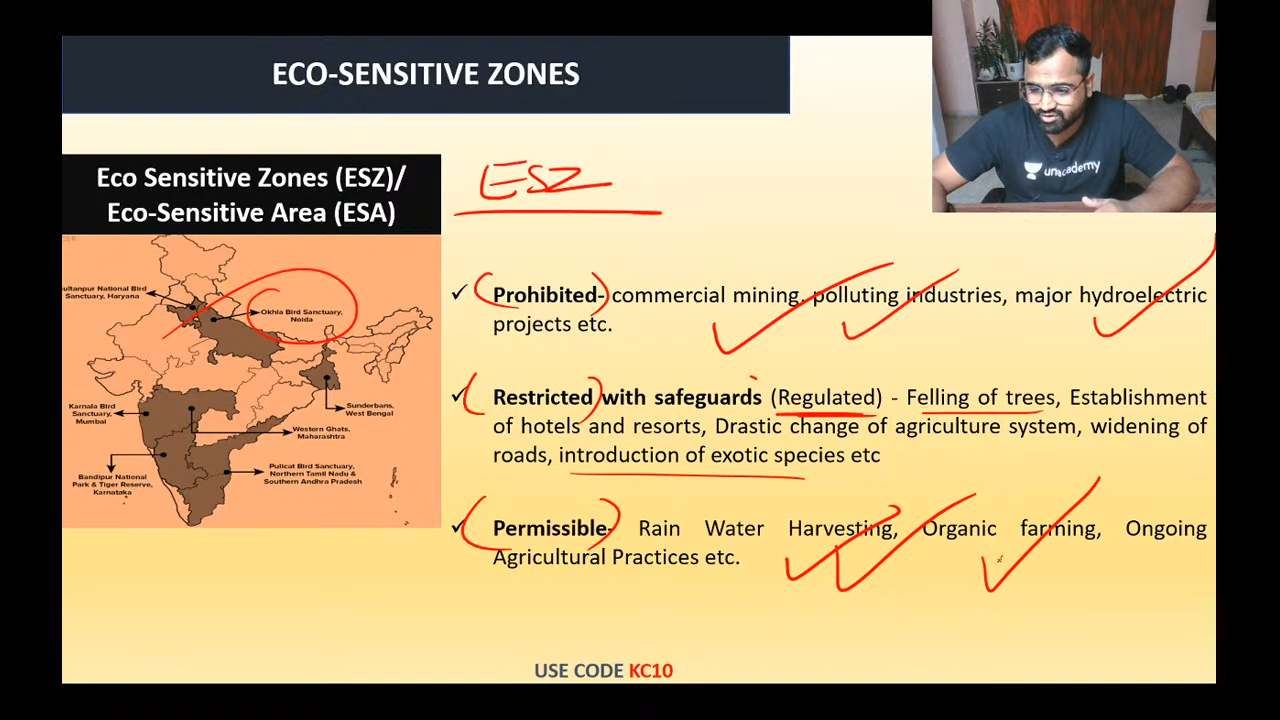 ECO-SENSITIVE ZONES
Eco Sensitive Zones (ESZ)/
Eco-Sensitive Area (ESA)
ESZ
unacademy
Bird
Sanctuary, Haryana
Okhla Bird Sanctuary,
Noida
Karnala Bird
Sanctuary,
Mumbai
Sunderbans,
West Bengal
Western Ghats,
Maharashtra
Bandipur National
Park & Tiger Reserve,
Karnataka
Pulicat Bird Sanctuary,
Northern Tamil Nadu &
Southern Andhra Pradesh
✓ Prohibited- commercial mining, polluting industries, major hydroelectric
projects etc.
✓ Restricted with safeguards (Regulated) - Felling of trees, Establishment
of hotels and resorts, Drastic change of agriculture system, widening of
roads, introduction of exotic species etc
✓ Permissible- Rain Water Harvesting, Organic farming, Ongoing
Agricultural Practices etc.
USE CODE KC10